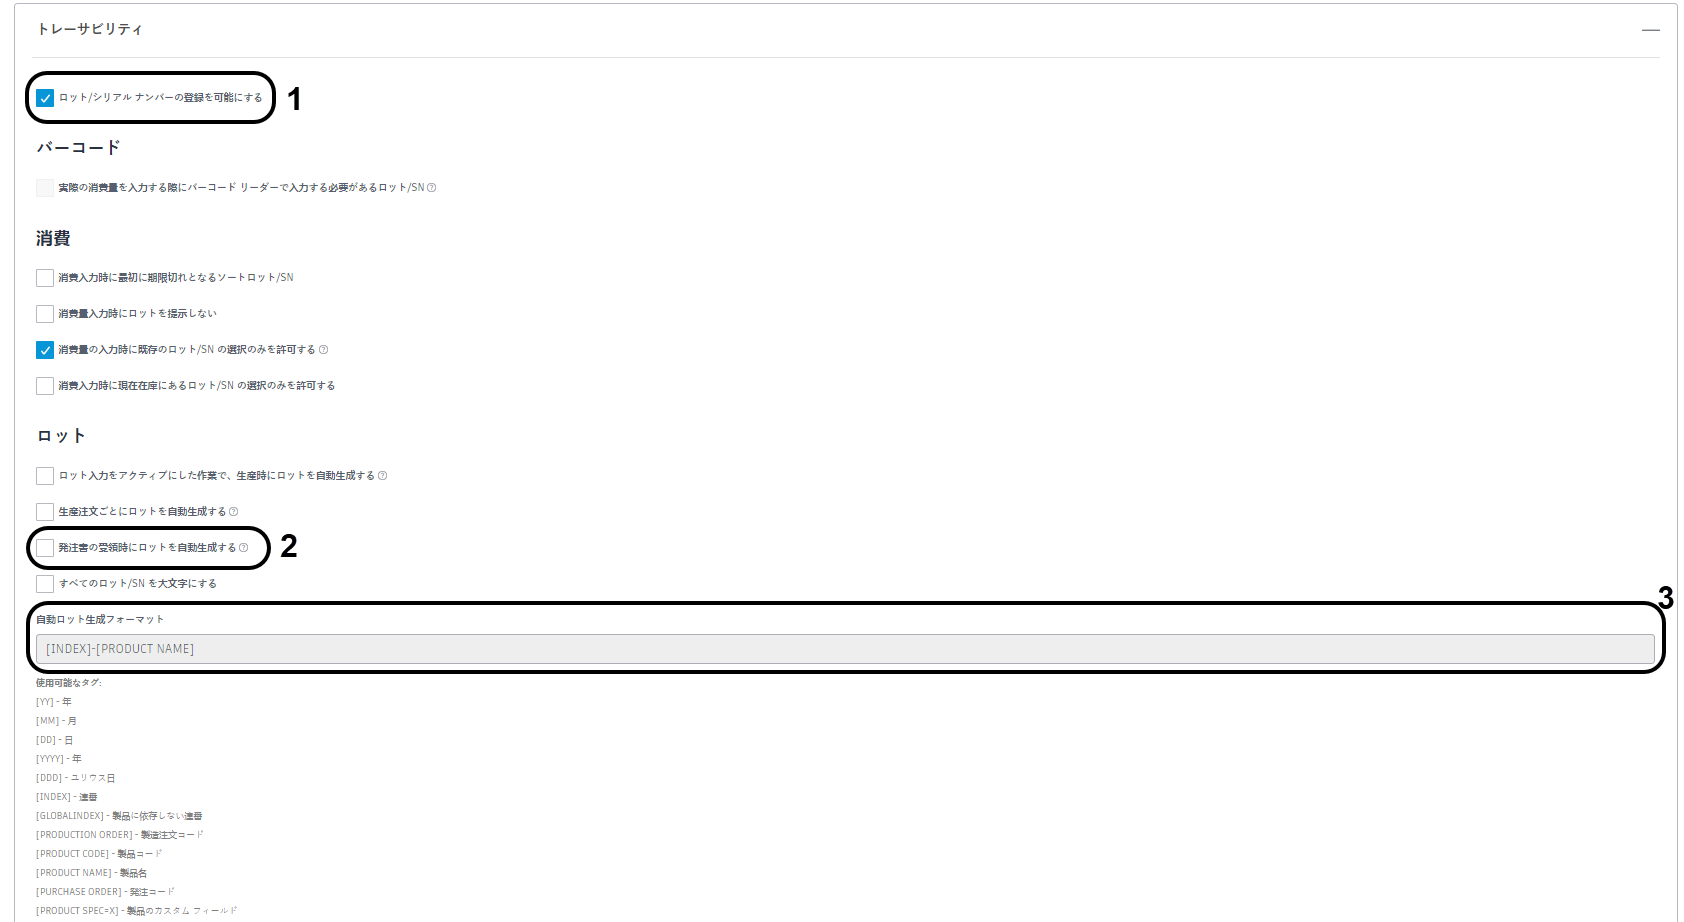 トレーサビリティ
ロット/シリアル ナンバーの登録を可能にする
1
バーコード
実際の消費量を入力する際にバーコード リーダーで入力する必要があるロット/SN
消費
消費入力時に最初に期限切れとなるソートロット/SN
消費量入力時にロットを提示しない
消費量の入力時に既存のロット/SN の選択のみを許可する
消費入力時に現在在庫にあるロット/SN の選択のみを許可する
ロット
ロット入力をアクティブにした作業で、生産時にロットを自動生成する
生産注文ごとにロットを自動生成する
発注書の受領時にロットを自動生成する
2
すべてのロット/SN を大文字にする
3
自動ロット生成フォーマット
[INDEX]-[PRODUCT NAME]
使用可能なタグ:
[YY] - 年
[MM] - 月
[DD] - 日
[YYYY] - 年
[DDD] - ユリウス日
[INDEX] - 連番
[GLOBALINDEX] - 製品に依存しない連番
[PRODUCTION ORDER] - 製造注文コード
[PRODUCT CODE] - 製品コード
[PRODUCT NAME] - 製品名
[PURCHASE ORDER] - 発注コード
[PRODUCT SPEC=X] - 製品のカスタム フィールド